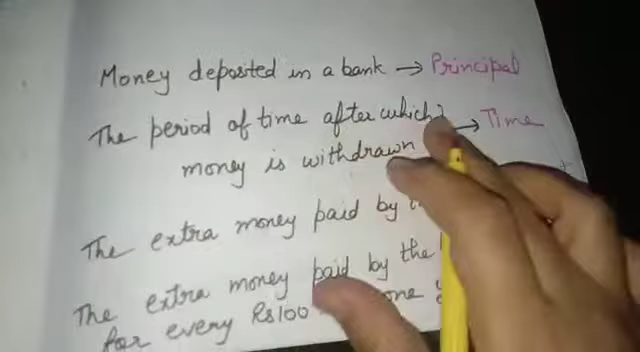 Money deposited in a bank → Principal
The period of time after which
money is withdrawn → Time
The extra money paid by
The extra money paid by the
for every Rs100 one